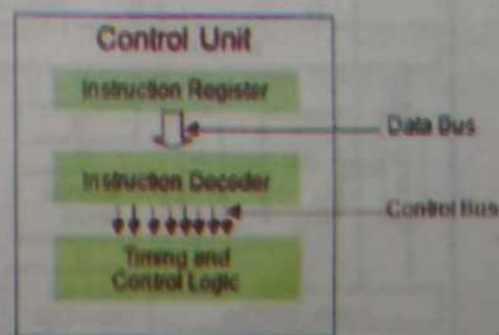 Control Unit
Instruction Register
Data Bus
Instruction Decoder
Control Bus
Timing and
Control Logic